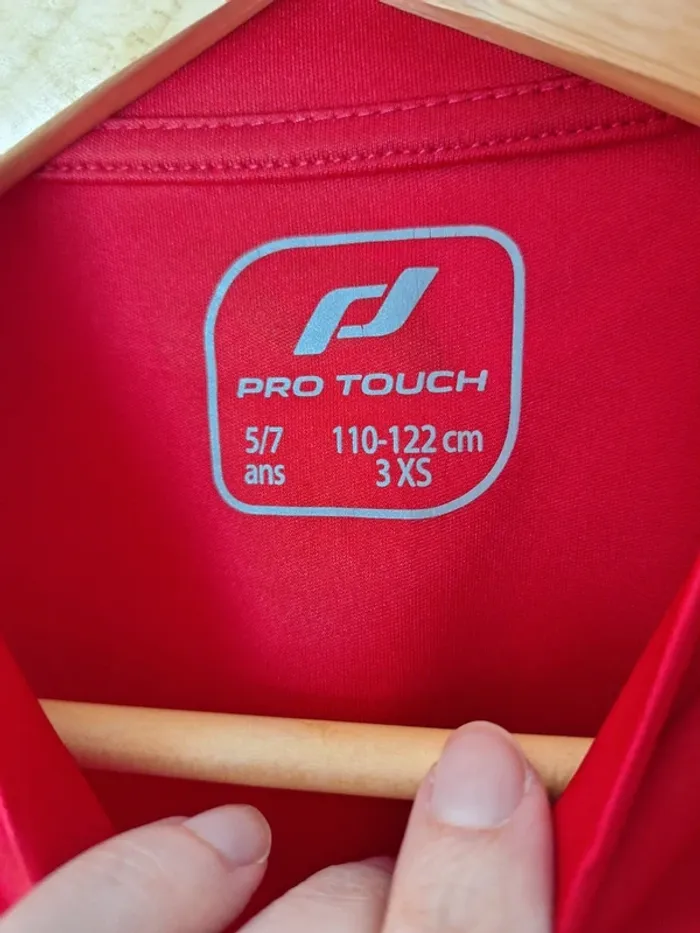 PRO TOUCH
5/7 110-122 cm
ans 3 XS